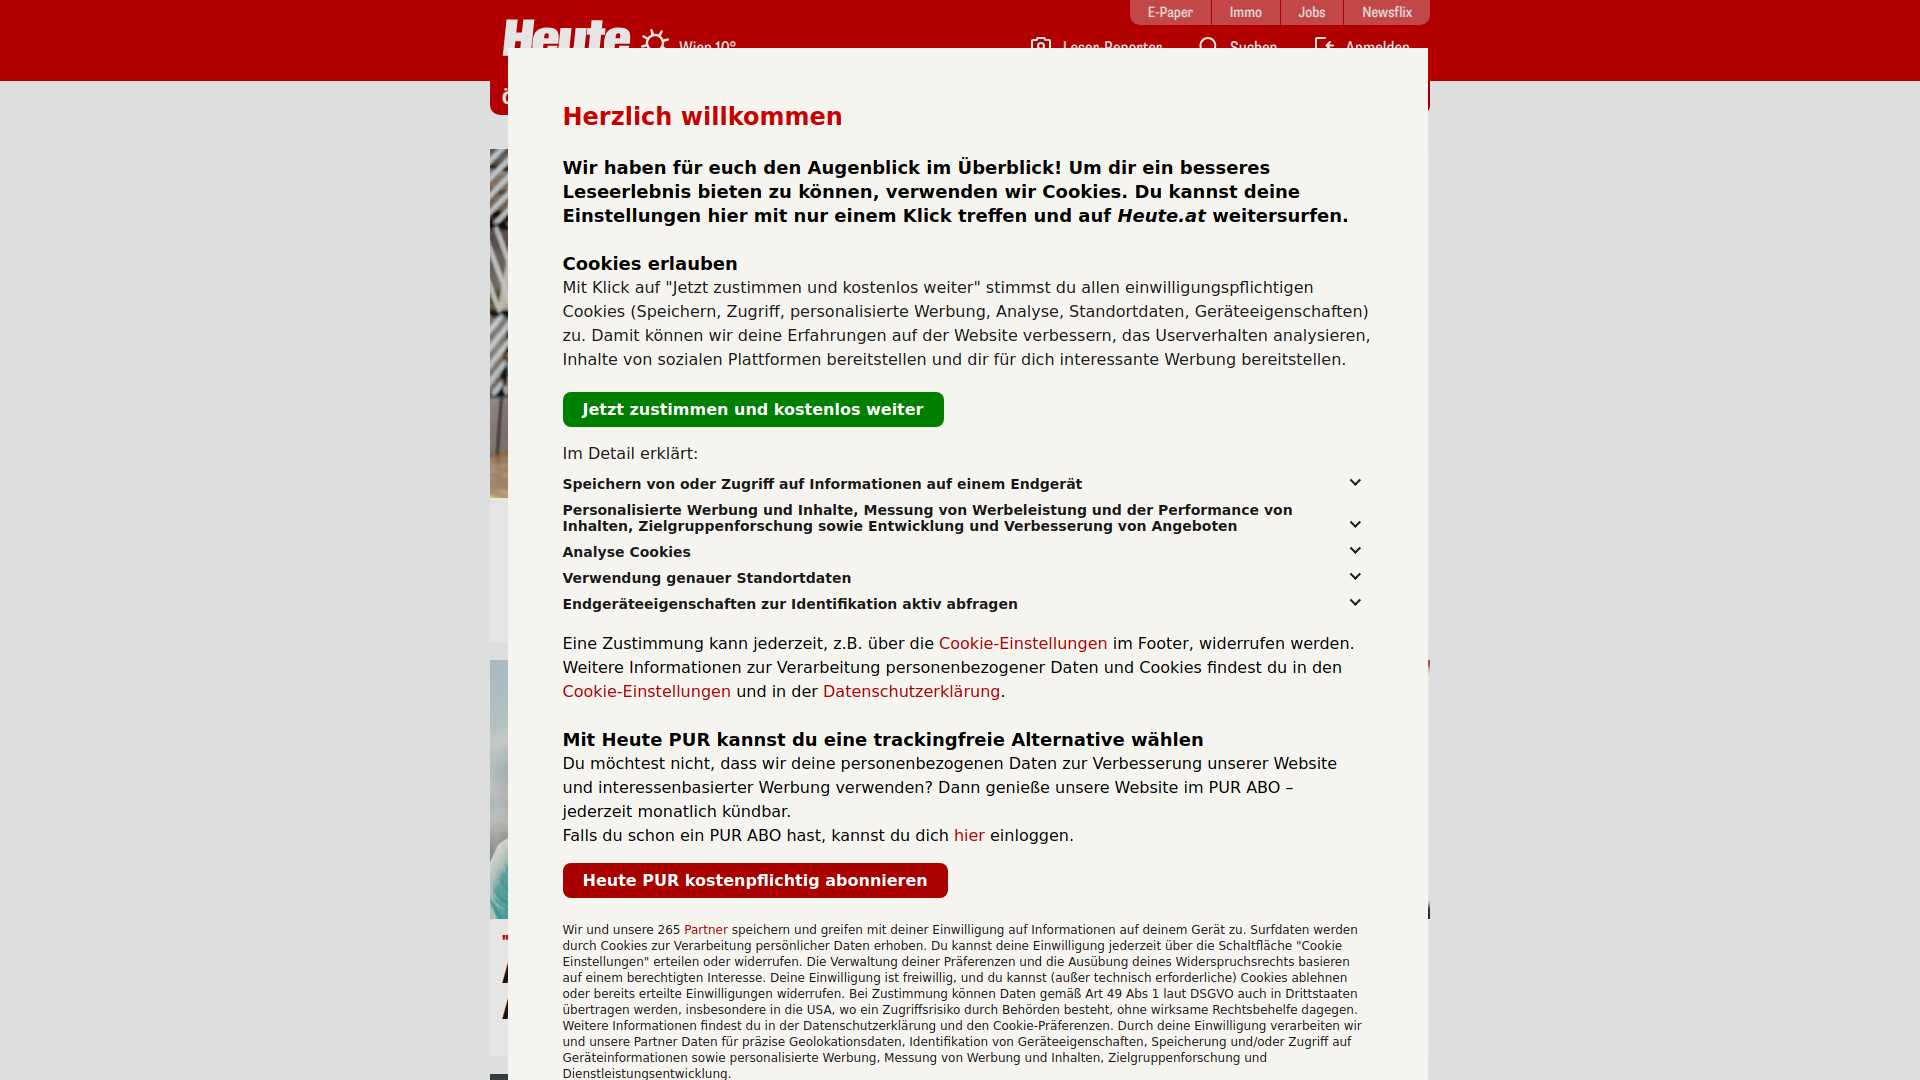 E-Paper
Immo
Jobs
Newsflix
Heute
Wien 10°
Leser-Reporter
Suchen
Anmelden
Herzlich willkommen
Wir haben für euch den Augenblick im Überblick! Um dir ein besseres
Leseerlebnis bieten zu können, verwenden wir Cookies. Du kannst deine
Einstellungen hier mit nur einem Klick treffen und auf Heute.at weitersurfen.
Cookies erlauben
Mit Klick auf "Jetzt zustimmen und kostenlos weiter" stimmst du allen einwilligungspflichtigen
Cookies (Speichern, Zugriff, personalisierte Werbung, Analyse, Standortdaten, Geräteeigenschaften)
zu. Damit können wir deine Erfahrungen auf der Website verbessern, das Userverhalten analysieren,
Inhalte von sozialen Plattformen bereitstellen und dir für dich interessante Werbung bereitstellen.
Jetzt zustimmen und kostenlos weiter
Im Detail erklärt:
Speichern von oder Zugriff auf Informationen auf einem Endgerät
Personalisierte Werbung und Inhalte, Messung von Werbeleistung und der Performance von
Inhalten, Zielgruppenforschung sowie Entwicklung und Verbesserung von Angeboten
Analyse Cookies
Verwendung genauer Standortdaten
Endgeräteeigenschaften zur Identifikation aktiv abfragen
Eine Zustimmung kann jederzeit, z.B. über die Cookie-Einstellungen im Footer, widerrufen werden.
Weitere Informationen zur Verarbeitung personenbezogener Daten und Cookies findest du in den
Cookie-Einstellungen und in der Datenschutzerklärung.
Mit Heute PUR kannst du eine trackingfreie Alternative wählen
Du möchtest nicht, dass wir deine personenbezogenen Daten zur Verbesserung unserer Website
und interessenbasierter Werbung verwenden? Dann genieße unsere Website im PUR ABO –
jederzeit monatlich kündbar.
Falls du schon ein PUR ABO hast, kannst du dich hier einloggen.
Heute PUR kostenpflichtig abonnieren
Wir und unsere 265 Partner speichern und greifen mit deiner Einwilligung auf Informationen auf deinem Gerät zu. Surfdaten werden
durch Cookies zur Verarbeitung persönlicher Daten erhoben. Du kannst deine Einwilligung jederzeit über die Schaltfläche "Cookie
Einstellungen" erteilen oder widerrufen. Die Verwaltung deiner Präferenzen und die Ausübung deines Widerspruchsrechts basieren
auf einem berechtigten Interesse. Deine Einwilligung ist freiwillig, und du kannst (außer technisch erforderliche) Cookies ablehnen
oder bereits erteilte Einwilligungen widerrufen. Bei Zustimmung können Daten gemäß Art 49 Abs 1 laut DSGVO auch in Drittstaaten
übertragen werden, insbesondere in die USA, wo ein Zugriffsrisiko durch Behörden besteht, ohne wirksame Rechtsbehelfe dagegen.
Weitere Informationen findest du in der Datenschutzerklärung und den Cookie-Präferenzen. Durch deine Einwilligung verarbeiten wir
und unsere Partner Daten für präzise Geolokationsdaten, Identifikation von Geräteeigenschaften, Speicherung und/oder Zugriff auf
Geräteinformationen sowie personalisierte Werbung, Messung von Werbung und Inhalten, Zielgruppenforschung und
Dienstleistungsentwicklung.